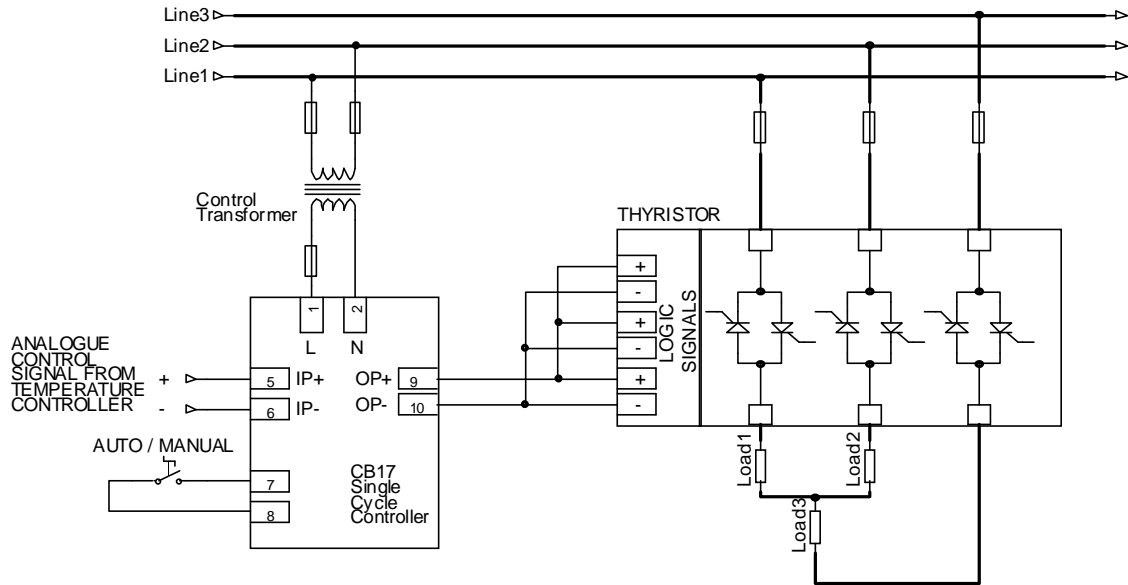 Line3
Line2
Line1
Control
Transformer
THYRISTOR
+
-
+
-
+
-
LOGIC
SIGNALS
1
2
L
N
ANALOGUE
CONTROL
SIGNAL FROM
TEMPERATURE
CONTROLLER
+
-
5
IP+
OP+
9
6
IP-
OP-
10
AUTO / MANUAL
7
8
CB17
Single
Cycle
Controller
Load1
Load2
Load3